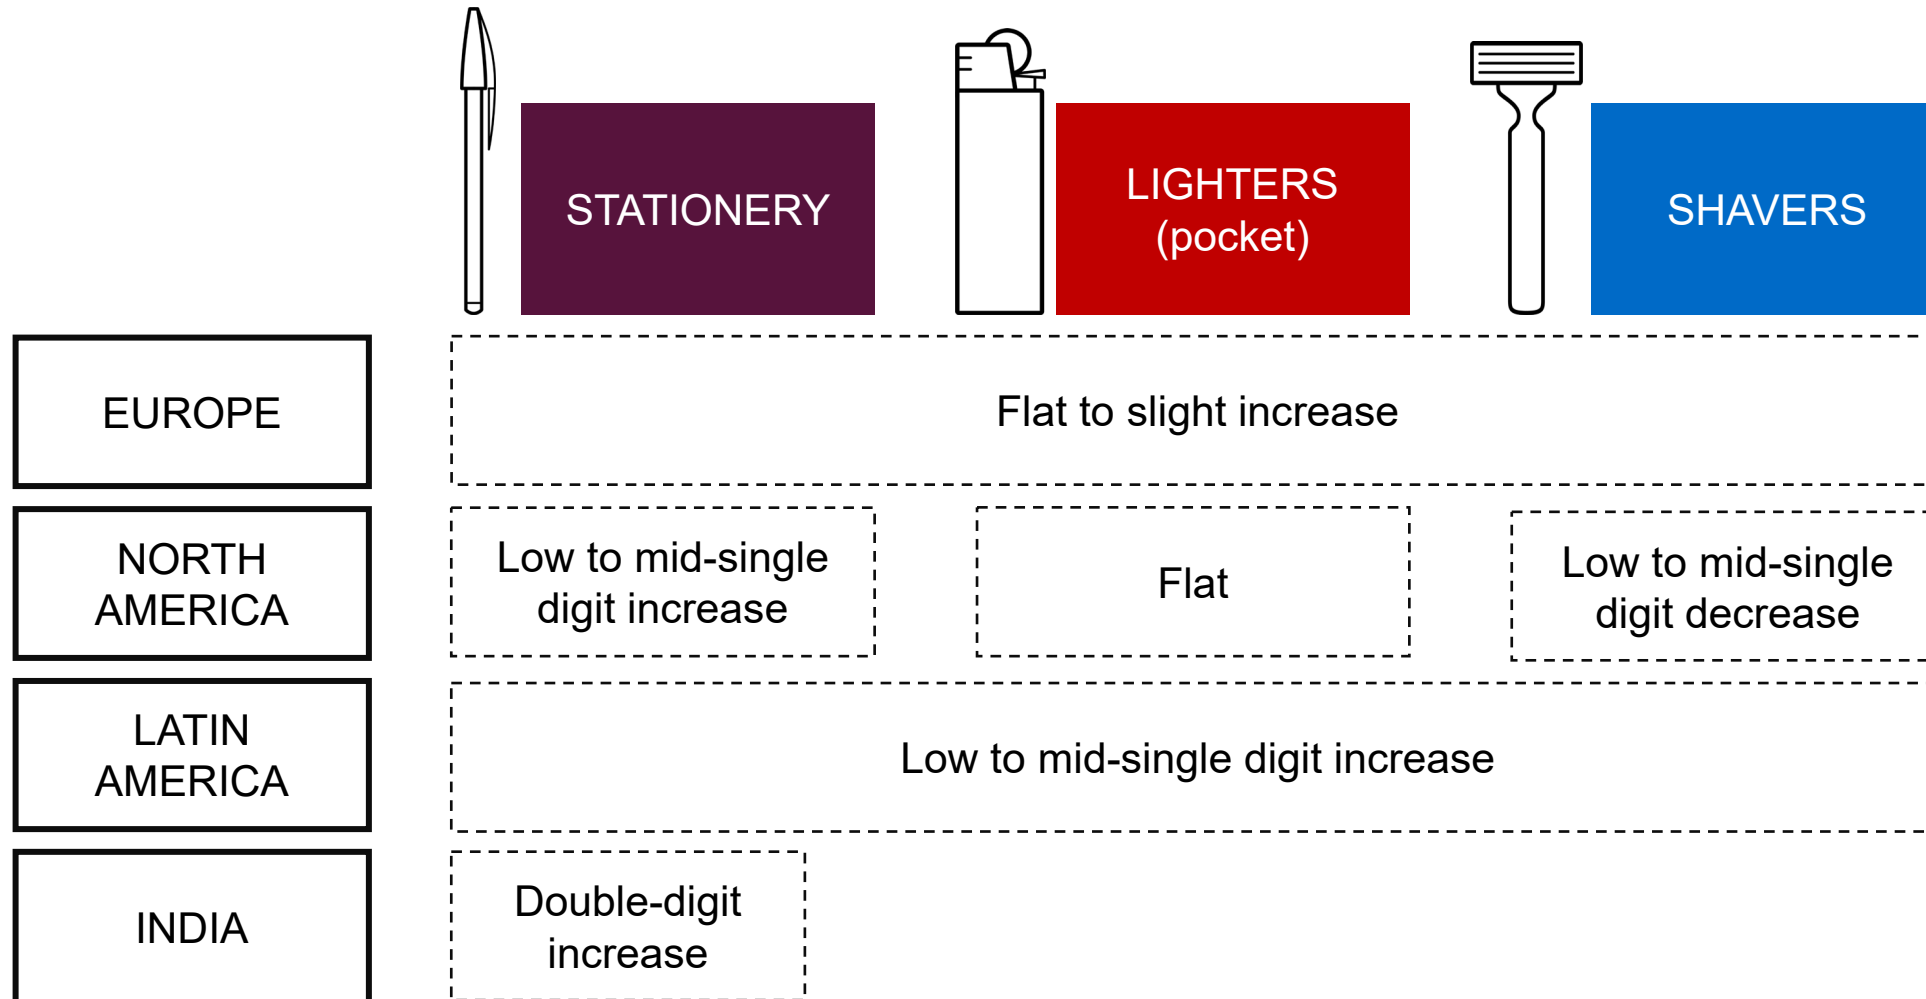 STATIONERY
LIGHTERS
(pocket)
SHAVERS
EUROPE
Flat to slight increase
NORTH
AMERICA
Low to mid-single
digit increase
Flat
Low to mid-single
digit decrease
LATIN
AMERICA
Low to mid-single digit increase
INDIA
Double-digit
increase